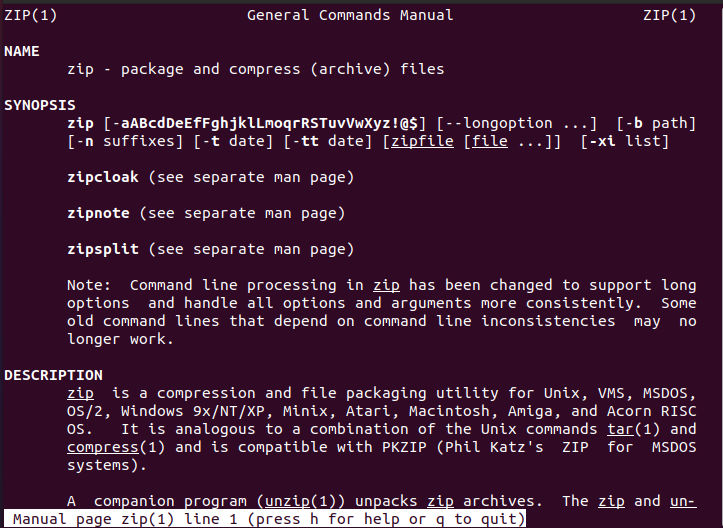 ZIP(1) General Commands Manual ZIP(1)
NAME
zip - package and compress (archive) files
SYNOPSIS
zip [-aABcdDeEfFghjklLmoqrRSTuvVwXyz!@$] [--longoption ...] [-b path]
[-n suffixes] [-t date] [-tt date] [zipfile [file ...]] [-xi list]
zipcloak (see separate man page)
zipnote (see separate man page)
zipsplit (see separate man page)
Note: Command line processing in zip has been changed to support long
options and handle all options and arguments more consistently. Some
old command lines that depend on command line inconsistencies may no
longer work.
DESCRIPTION
zip is a compression and file packaging utility for Unix, VMS, MSDOS,
OS/2, Windows 9x/NT/XP, Minix, Atari, Macintosh, Amiga, and Acorn RISC
OS. It is analogous to a combination of the Unix commands tar(1) and
compress(1) and is compatible with PKZIP (Phil Katz's ZIP for MSDOS
systems).
A companion program (unzip(1)) unpacks zip archives. The zip and un-
Manual page zip(1) line 1 (press h for help or q to quit)